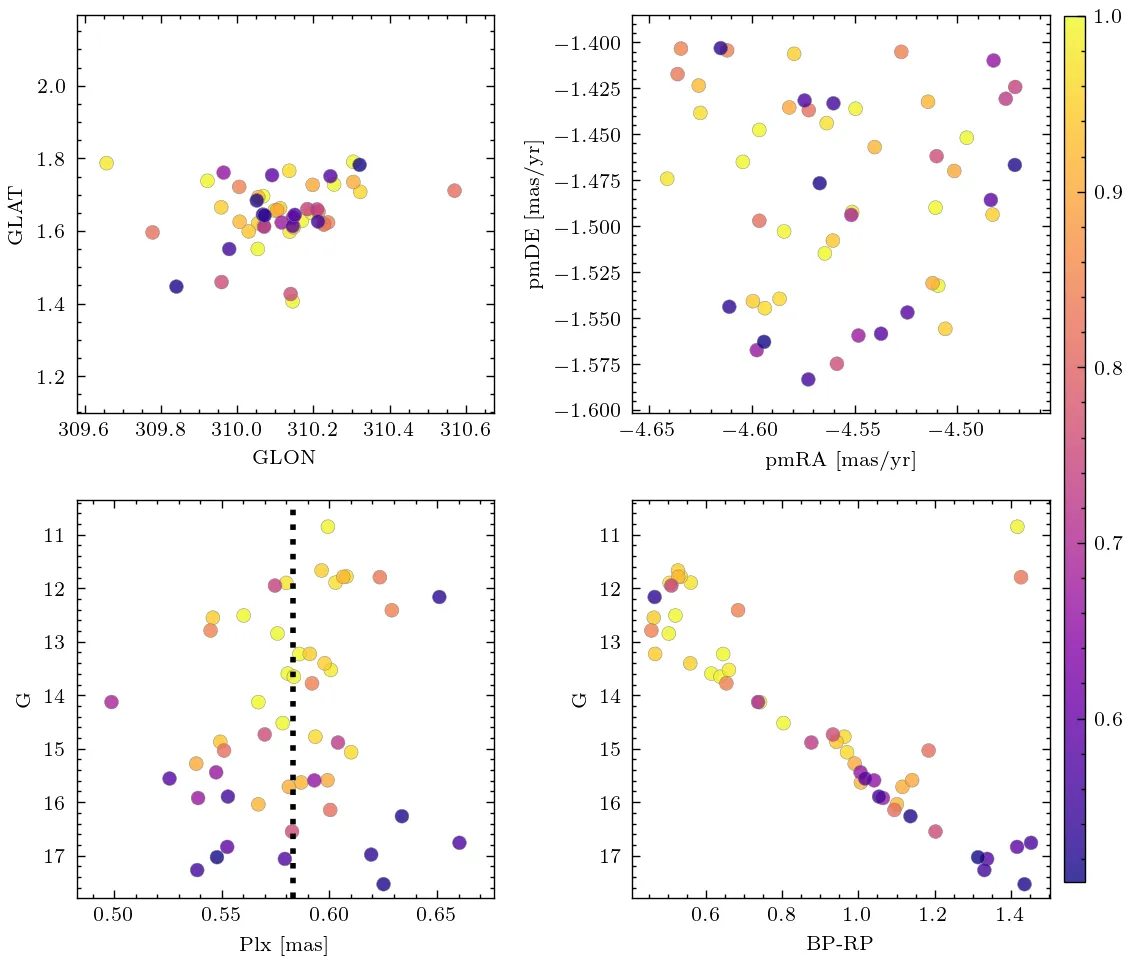 2.0
1.8
1.6
1.4
1.2
GLAT
309.6 309.8 310.0 310.2 310.4 310.6
GLON
−1.400
−1.425
−1.450
−1.475
−1.500
−1.525
−1.550
−1.575
−1.600
pmDE [mas/yr]
−4.65 −4.60 −4.55 −4.50
pmRA [mas/yr]
1.0
0.9
0.8
0.7
0.6
11
12
13
14
15
16
17
G
0.50 0.55 0.60 0.65
Plx [mas]
11
12
13
14
15
16
17
G
0.6 0.8 1.0 1.2 1.4
BP-RP